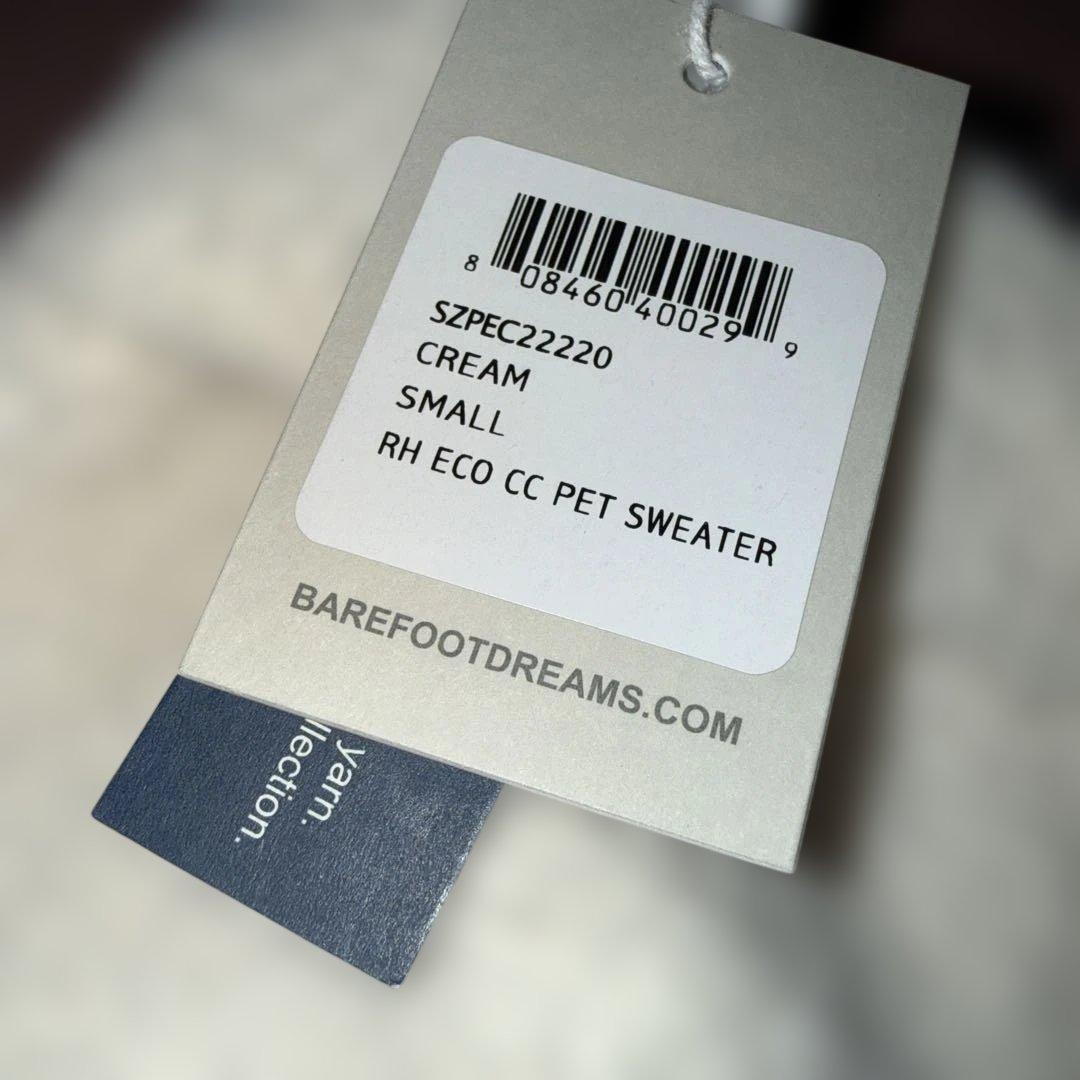 8 08460 40029 9
SZPEC22220
CREAM
SMALL
RH ECO CC PET SWEATER
BAREFOOTDREAMS.COM
yarn.
llection.